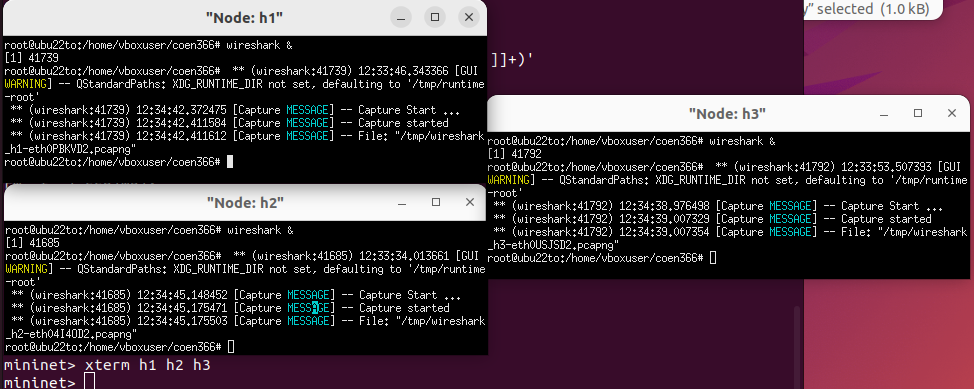 "Node: h1"
root@ubu22to:/home/vboxuser/coen366# wireshark &
[1] 41739
root@ubu22to:/home/vboxuser/coen366#  ** (wireshark:41739) 12:33:46.343366 [GUI
WARNING] -- QStandardPaths: XDG_RUNTIME_DIR not set, defaulting to '/tmp/runtime
-root'
 ** (wireshark:41739) 12:34:42.372475 [Capture MESSAGE] -- Capture Start ...
 ** (wireshark:41739) 12:34:42.411584 [Capture MESSAGE] -- Capture started
 ** (wireshark:41739) 12:34:42.411612 [Capture MESSAGE] -- File: "/tmp/wireshark
_h1-eth0PBKVD2.pcapng"
root@ubu22to:/home/vboxuser/coen366#
y" selected (1.0 kB)
]]+)'
"Node: h3"
root@ubu22to:/home/vboxuser/coen366# wireshark &
[1] 41792
root@ubu22to:/home/vboxuser/coen366#  ** (wireshark:41792) 12:33:53.507393 [GUI
WARNING] -- QStandardPaths: XDG_RUNTIME_DIR not set, defaulting to '/tmp/runtime
-root'
 ** (wireshark:41792) 12:34:38.976498 [Capture MESSAGE] -- Capture Start ...
 ** (wireshark:41792) 12:34:39.007329 [Capture MESSAGE] -- Capture started
 ** (wireshark:41792) 12:34:39.007354 [Capture MESSAGE] -- File: "/tmp/wireshark
_h3-eth0USJSD2.pcapng"
root@ubu22to:/home/vboxuser/coen366#
"Node: h2"
root@ubu22to:/home/vboxuser/coen366# wireshark &
[1] 41685
root@ubu22to:/home/vboxuser/coen366#  ** (wireshark:41685) 12:33:34.013661 [GUI
WARNING] -- QStandardPaths: XDG_RUNTIME_DIR not set, defaulting to '/tmp/runtime
-root'
 ** (wireshark:41685) 12:34:45.148452 [Capture MESSAGE] -- Capture Start ...
 ** (wireshark:41685) 12:34:45.175471 [Capture MESSAGE] -- Capture started
 ** (wireshark:41685) 12:34:45.175503 [Capture MESSAGE] -- File: "/tmp/wireshark
_h2-eth04I4OD2.pcapng"
root@ubu22to:/home/vboxuser/coen366#
mininet> xterm h1 h2 h3
mininet>